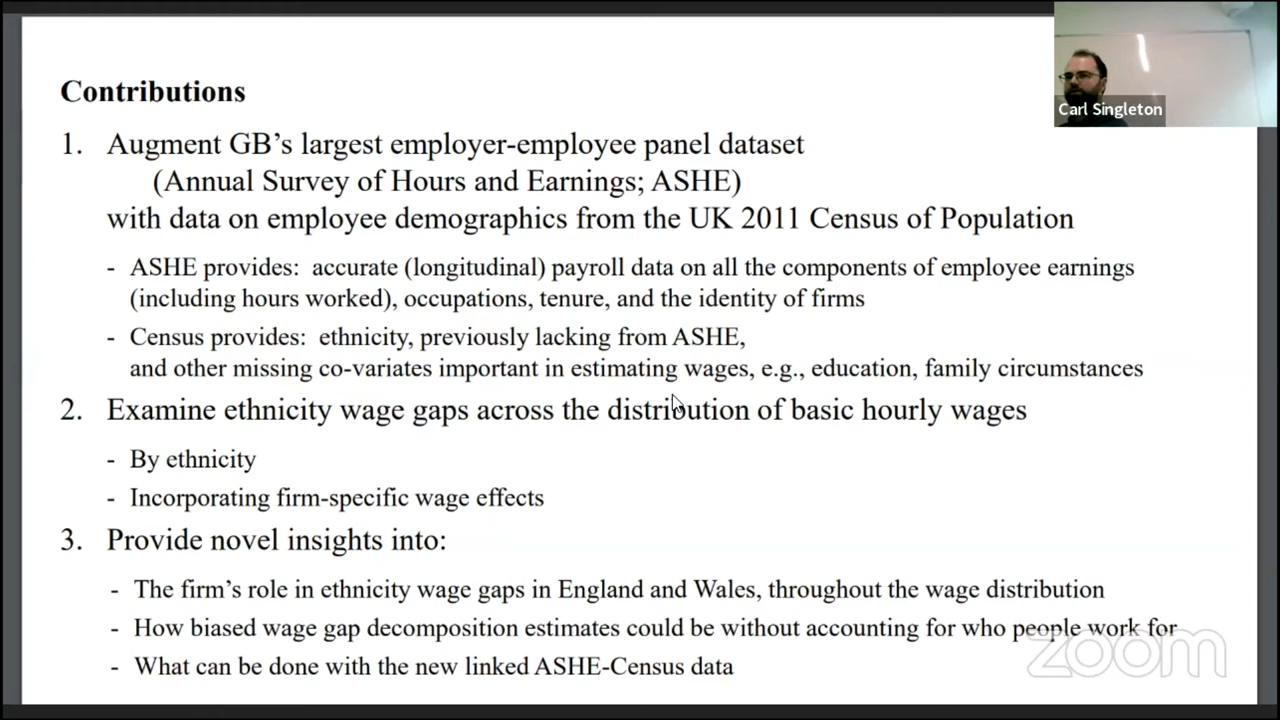 Contributions
1. Augment GB's largest employer-employee panel dataset
(Annual Survey of Hours and Earnings; ASHE)
with data on employee demographics from the UK 2011 Census of Population
- ASHE provides: accurate (longitudinal) payroll data on all the components of employee earnings
(including hours worked), occupations, tenure, and the identity of firms
- Census provides: ethnicity, previously lacking from ASHE,
and other missing co-variates important in estimating wages, e.g., education, family circumstances
2. Examine ethnicity wage gaps across the distribution of basic hourly wages
- By ethnicity
- Incorporating firm-specific wage effects
3. Provide novel insights into:
- The firm's role in ethnicity wage gaps in England and Wales, throughout the wage distribution
- How biased wage gap decomposition estimates could be without accounting for who people work for
- What can be done with the new linked ASHE-Census data
Carl Singleton
zoom